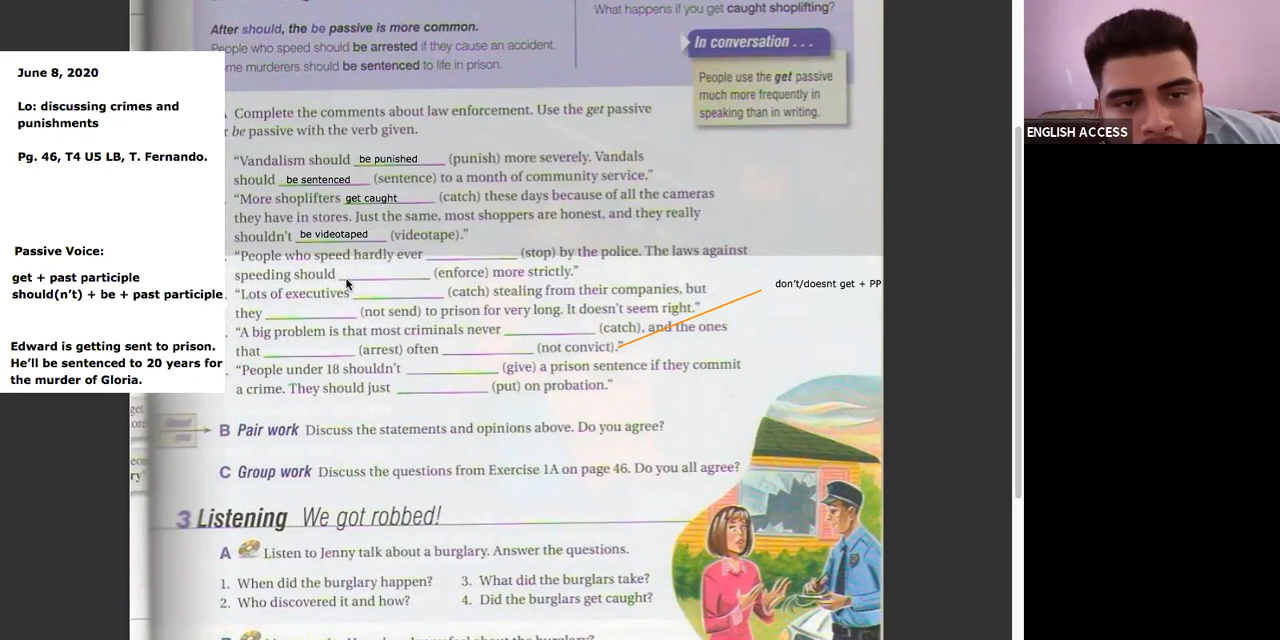 What happens if you get caught shoplifting?
After should, the be passive is more common.
People who speed should be arrested if they cause an accident.
me murderers should be sentenced to life in prison.
In conversation . . .
People use the get passive
much more frequently in
speaking than in writing.
ENGLISH ACCESS
June 8, 2020
Lo: discussing crimes and
punishments
Pg. 46, T4 U5 LB, T. Fernando.
Passive Voice:
get + past participle
should(n't) + be + past participle
Edward is getting sent to prison.
He'll be sentenced to 20 years for
the murder of Gloria.
Complete the comments about law enforcement. Use the get passive
r be passive with the verb given.
"Vandalism should be punished (punish) more severely. Vandals
should be sentenced (sentence) to a month of community service."
"More shoplifters get caught (catch) these days because of all the cameras
they have in stores. Just the same, most shoppers are honest, and they really
shouldn't be videotaped (videotape)."
"People who speed hardly ever (stop) by the police. The laws against
speeding should (enforce) more strictly."
"Lots of executives (catch) stealing from their companies, but
they (not send) to prison for very long. It doesn't seem right."
"A big problem is that most criminals never (catch), and the ones
that (arrest) often (not convict)."
"People under 18 shouldn't (give) a prison sentence if they commit
a crime. They should just (put) on probation."
don't/doesnt get + PP
B Pair work Discuss the statements and opinions above. Do you agree?
C Group work Discuss the questions from Exercise 1A on page 46. Do you all agree?
3 Listening We got robbed!
A Listen to Jenny talk about a burglary. Answer the questions.
1. When did the burglary happen? 3. What did the burglars take?
2. Who discovered it and how? 4. Did the burglars get caught?